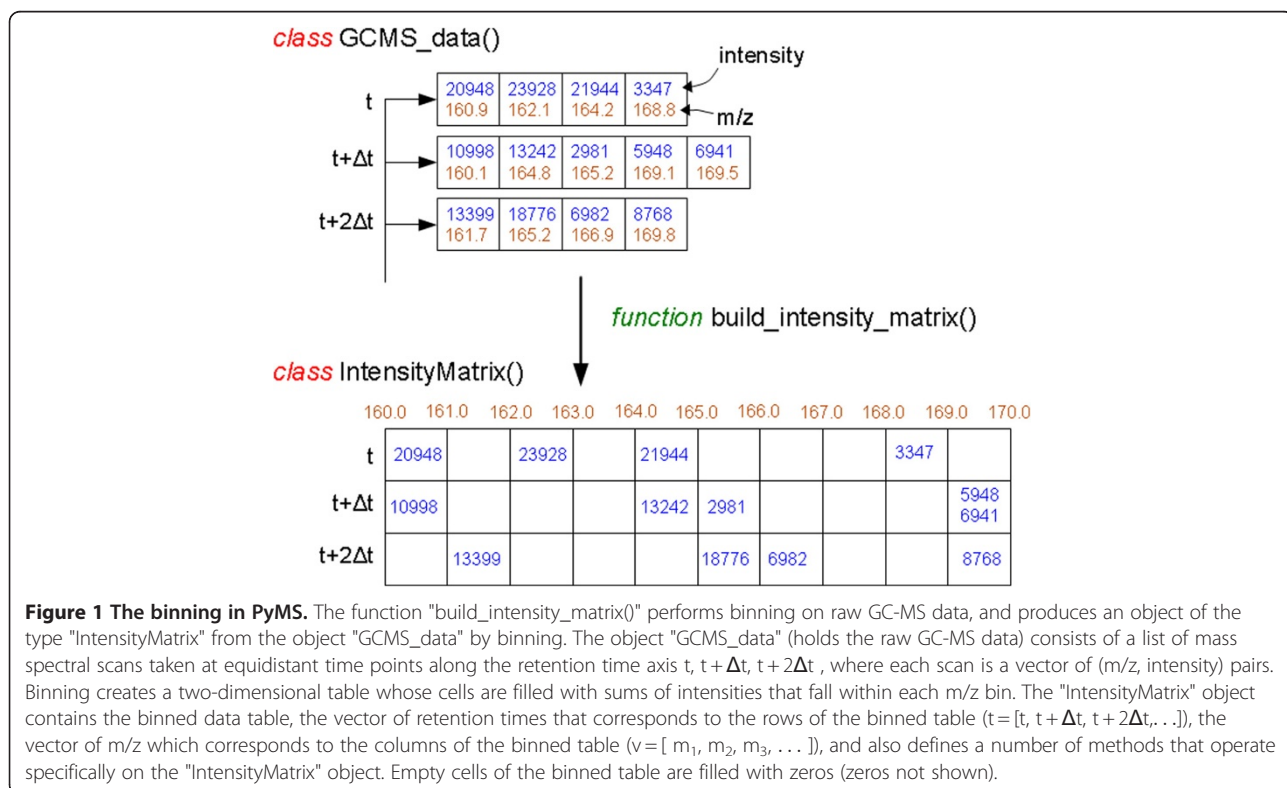 class GCMS_data()
intensity
t
20948 23928 21944 3347
160.9 162.1 164.2 168.8
m/z
t+Δt
10998 13242 2981 5948 6941
160.1 164.8 165.2 169.1 169.5
t+2Δt
13399 18776 6982 8768
161.7 165.2 166.9 169.8
function build_intensity_matrix()
class IntensityMatrix()
160.0 161.0 162.0 163.0 164.0 165.0 166.0 167.0 168.0 169.0 170.0
t 20948 23928 21944 3347
t+Δt 10998 13242 2981 5948
6941
t+2Δt 13399 18776 6982 8768
Figure 1 The binning in PyMS. The function "build_intensity_matrix()" performs binning on raw GC-MS data, and produces an object of the
type "IntensityMatrix" from the object "GCMS_data" by binning. The object "GCMS_data" (holds the raw GC-MS data) consists of a list of mass
spectral scans taken at equidistant time points along the retention time axis t, t + Δt, t + 2Δt , where each scan is a vector of (m/z, intensity) pairs.
Binning creates a two-dimensional table whose cells are filled with sums of intensities that fall within each m/z bin. The "IntensityMatrix" object
contains the binned data table, the vector of retention times that corresponds to the rows of the binned table (t = [t, t + Δt, t + 2Δt,. . .]), the
vector of m/z which corresponds to the columns of the binned table (v = [ m₁, m₂, m₃, . . . ]), and also defines a number of methods that operate
specifically on the "IntensityMatrix" object. Empty cells of the binned table are filled with zeros (zeros not shown).